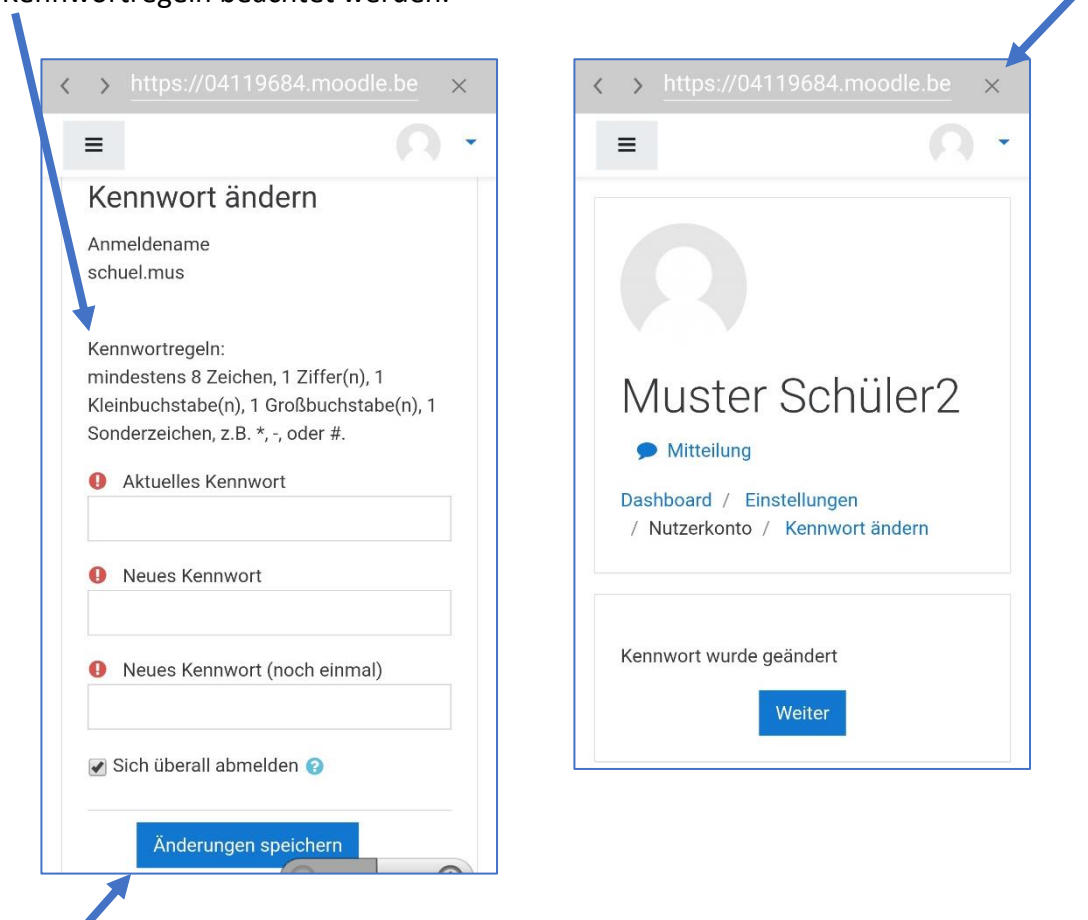 Kennwortregeln beachtet werden.
https://04119684.moodle.be
Kennwort ändern
Anmeldename
schuel.mus
Kennwortregeln:
mindestens 8 Zeichen, 1 Ziffer(n), 1
Kleinbuchstabe(n), 1 Großbuchstabe(n), 1
Sonderzeichen, z.B. *, -, oder #.
Aktuelles Kennwort
Neues Kennwort
Neues Kennwort (noch einmal)
Sich überall abmelden
Änderungen speichern
https://04119684.moodle.be
Muster Schüler2
Mitteilung
Dashboard / Einstellungen
/ Nutzerkonto / Kennwort ändern
Kennwort wurde geändert
Weiter